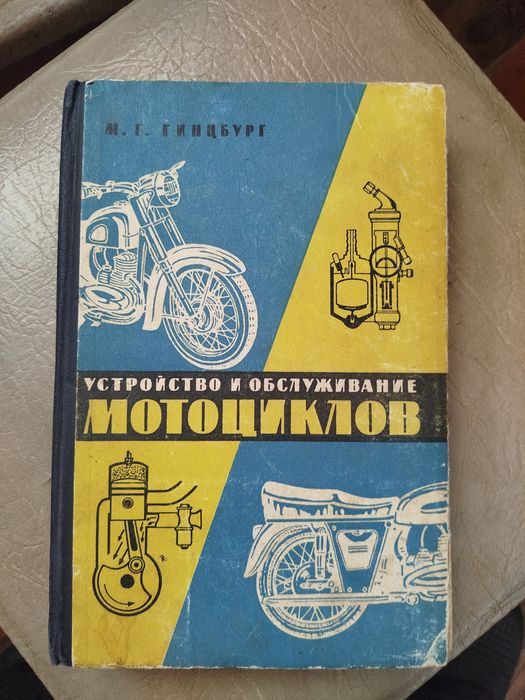 М. Г. ГИНЦБУРГ
УСТРОЙСТВО И ОБСЛУЖИВАНИЕ
МОТОЦИКЛОВ